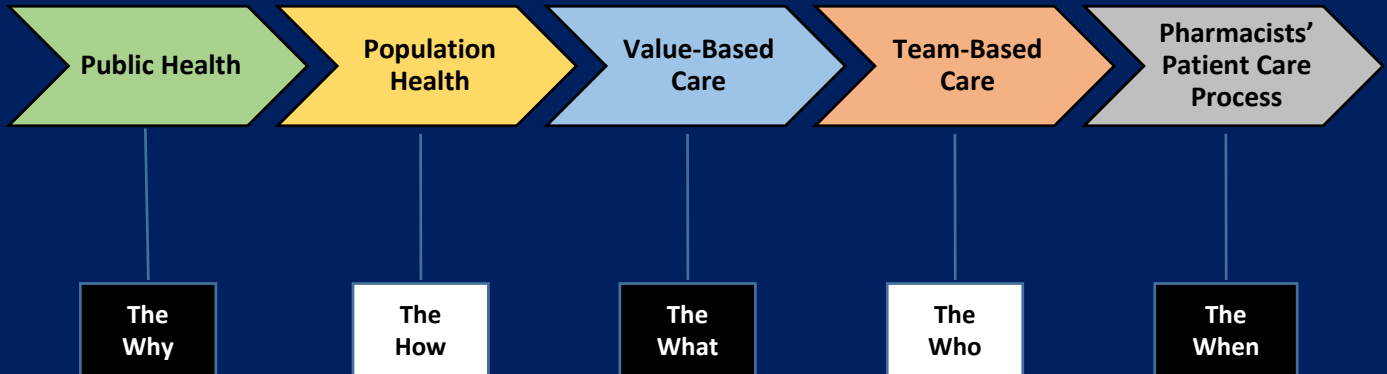 Public Health
Population
Health
Value-Based
Care
Team-Based
Care
Pharmacists’
Patient Care
Process
The
Why
The
How
The
What
The
Who
The
When